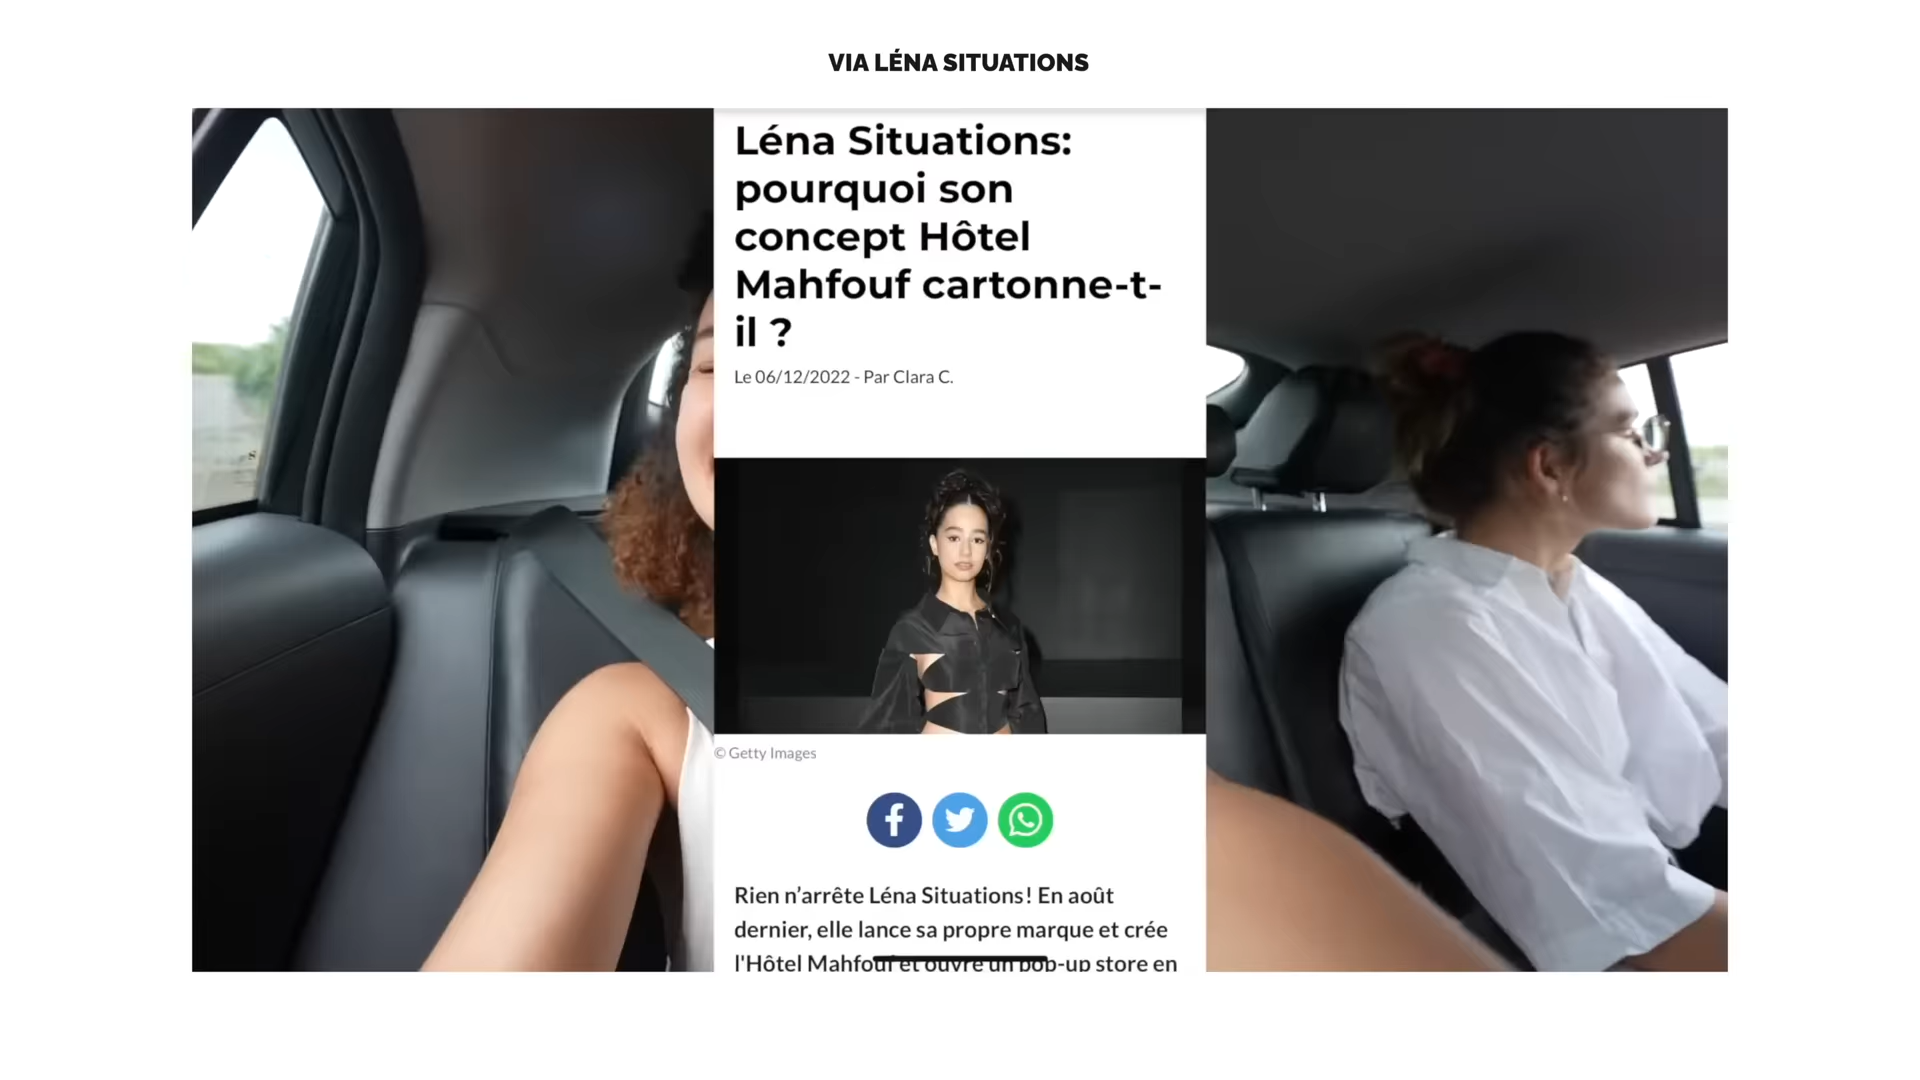 VIA LÉNA SITUATIONS
Léna Situations:
pourquoi son
concept Hôtel
Mahfouf cartonne-t-
il ?
Le 06/12/2022 - Par Clara C.
© Getty Images
Rien n'arrête Léna Situations! En août
dernier, elle lance sa propre marque et crée
l'Hôtel Mahfouf et ouvre un pop-up store en